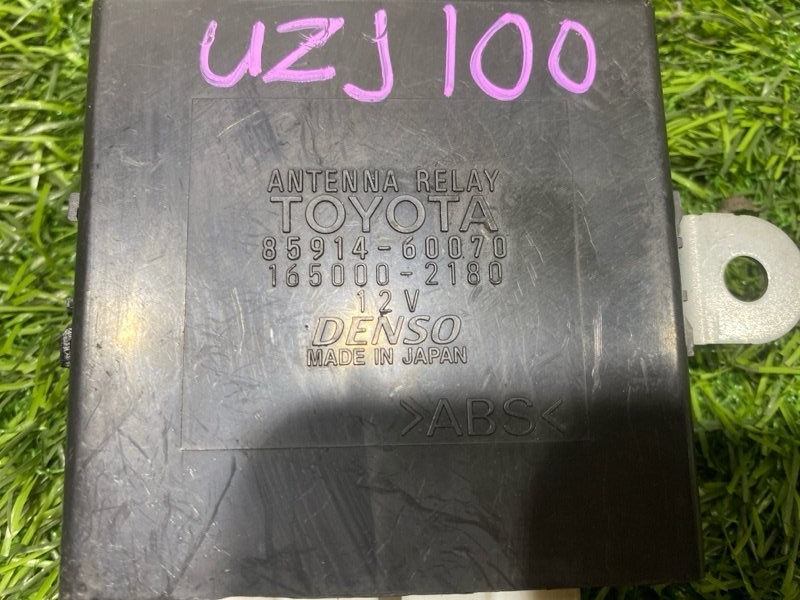 UZJ100
ANTENNA RELAY
TOYOTA
85914-60070
165000-2180
12V
DENSO
MADE IN JAPAN
>ABS<